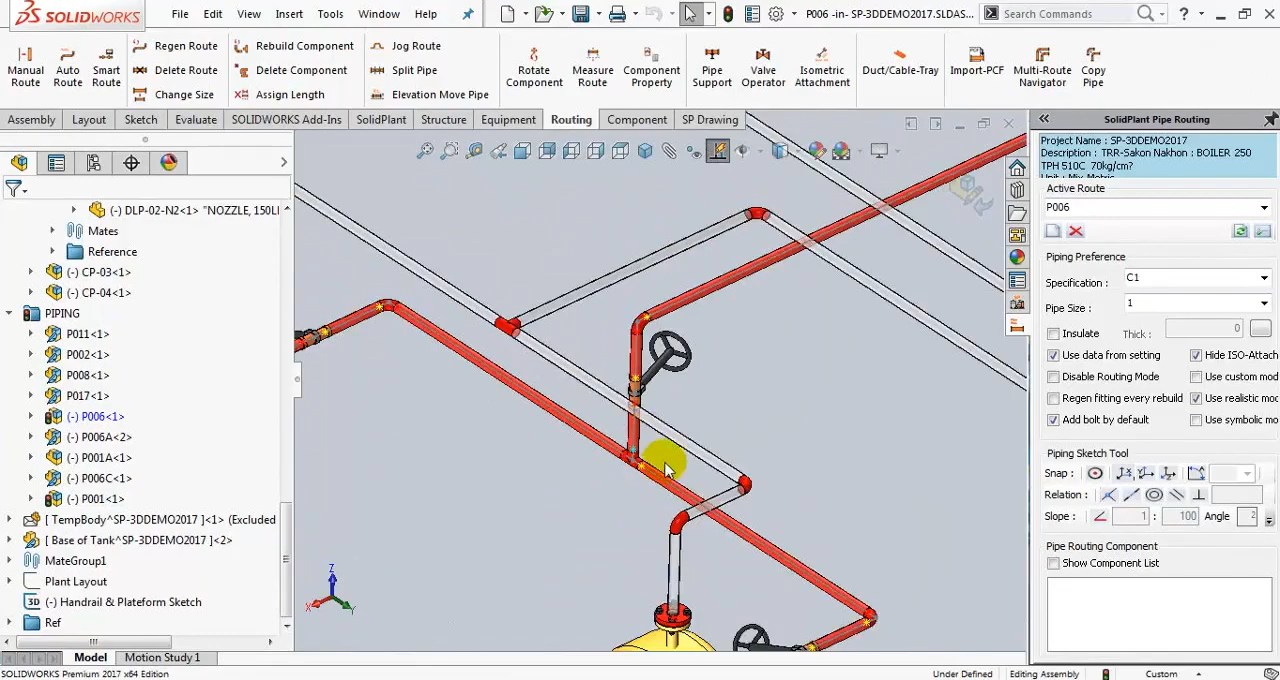 SOLIDWORKS File Edit View Insert Tools Window Help P006 -in- SP-3DDEMO2017.SLDAS... Search Commands ?
Manual Route
Auto Route
Smart Route
Regen Route
Delete Route
Change Size
Rebuild Component
Delete Component
Assign Length
Jog Route
Split Pipe
Elevation Move Pipe
Rotate Component
Measure Route
Component Property
Pipe Support
Valve Operator
Isometric Attachment
Duct/Cable-Tray
Import-PCF
Multi-Route Navigator
Copy Pipe
Assembly Layout Sketch Evaluate SOLIDWORKS Add-Ins SolidPlant Structure Equipment Routing Component SP Drawing
(-) DLP-02-N2<1> "NOZZLE, 150LI
Mates
Reference
(-) CP-03<1>
(-) CP-04<1>
PIPING
P011<1>
P002<1>
P008<1>
P017<1>
(-) P006<1>
(-) P006A<2>
(-) P001A<1>
(-) P006C<1>
(-) P001<1>
[ TempBody^SP-3DDEMO2017 ]<1> (Excluded
[ Base of Tank^SP-3DDEMO2017 ]<2>
MateGroup1
Plant Layout
3D (-) Handrail & Plateform Sketch
Ref
Z
X
Y
SolidPlant Pipe Routing
Project Name : SP-3DDEMO2017
Description : TRR-Sakon Nakhon : BOILER 250
TPH 510C 70kg/cm?
Unit : Mix-Metric
Active Route
P006
Piping Preference
Specification : C1
Pipe Size : 1
Insulate Thick : 0
Use data from setting Hide ISO-Attach
Disable Routing Mode Use custom mod
Regen fitting every rebuild Use realistic mod
Add bolt by default Use symbolic m
Piping Sketch Tool
Snap :
Relation :
Slope : 1 : 100 Angle 2
Pipe Routing Component
Show Component List
Model Motion Study 1
SOLIDWORKS Premium 2017 x64 Edition Under Defined Editing Assembly Custom